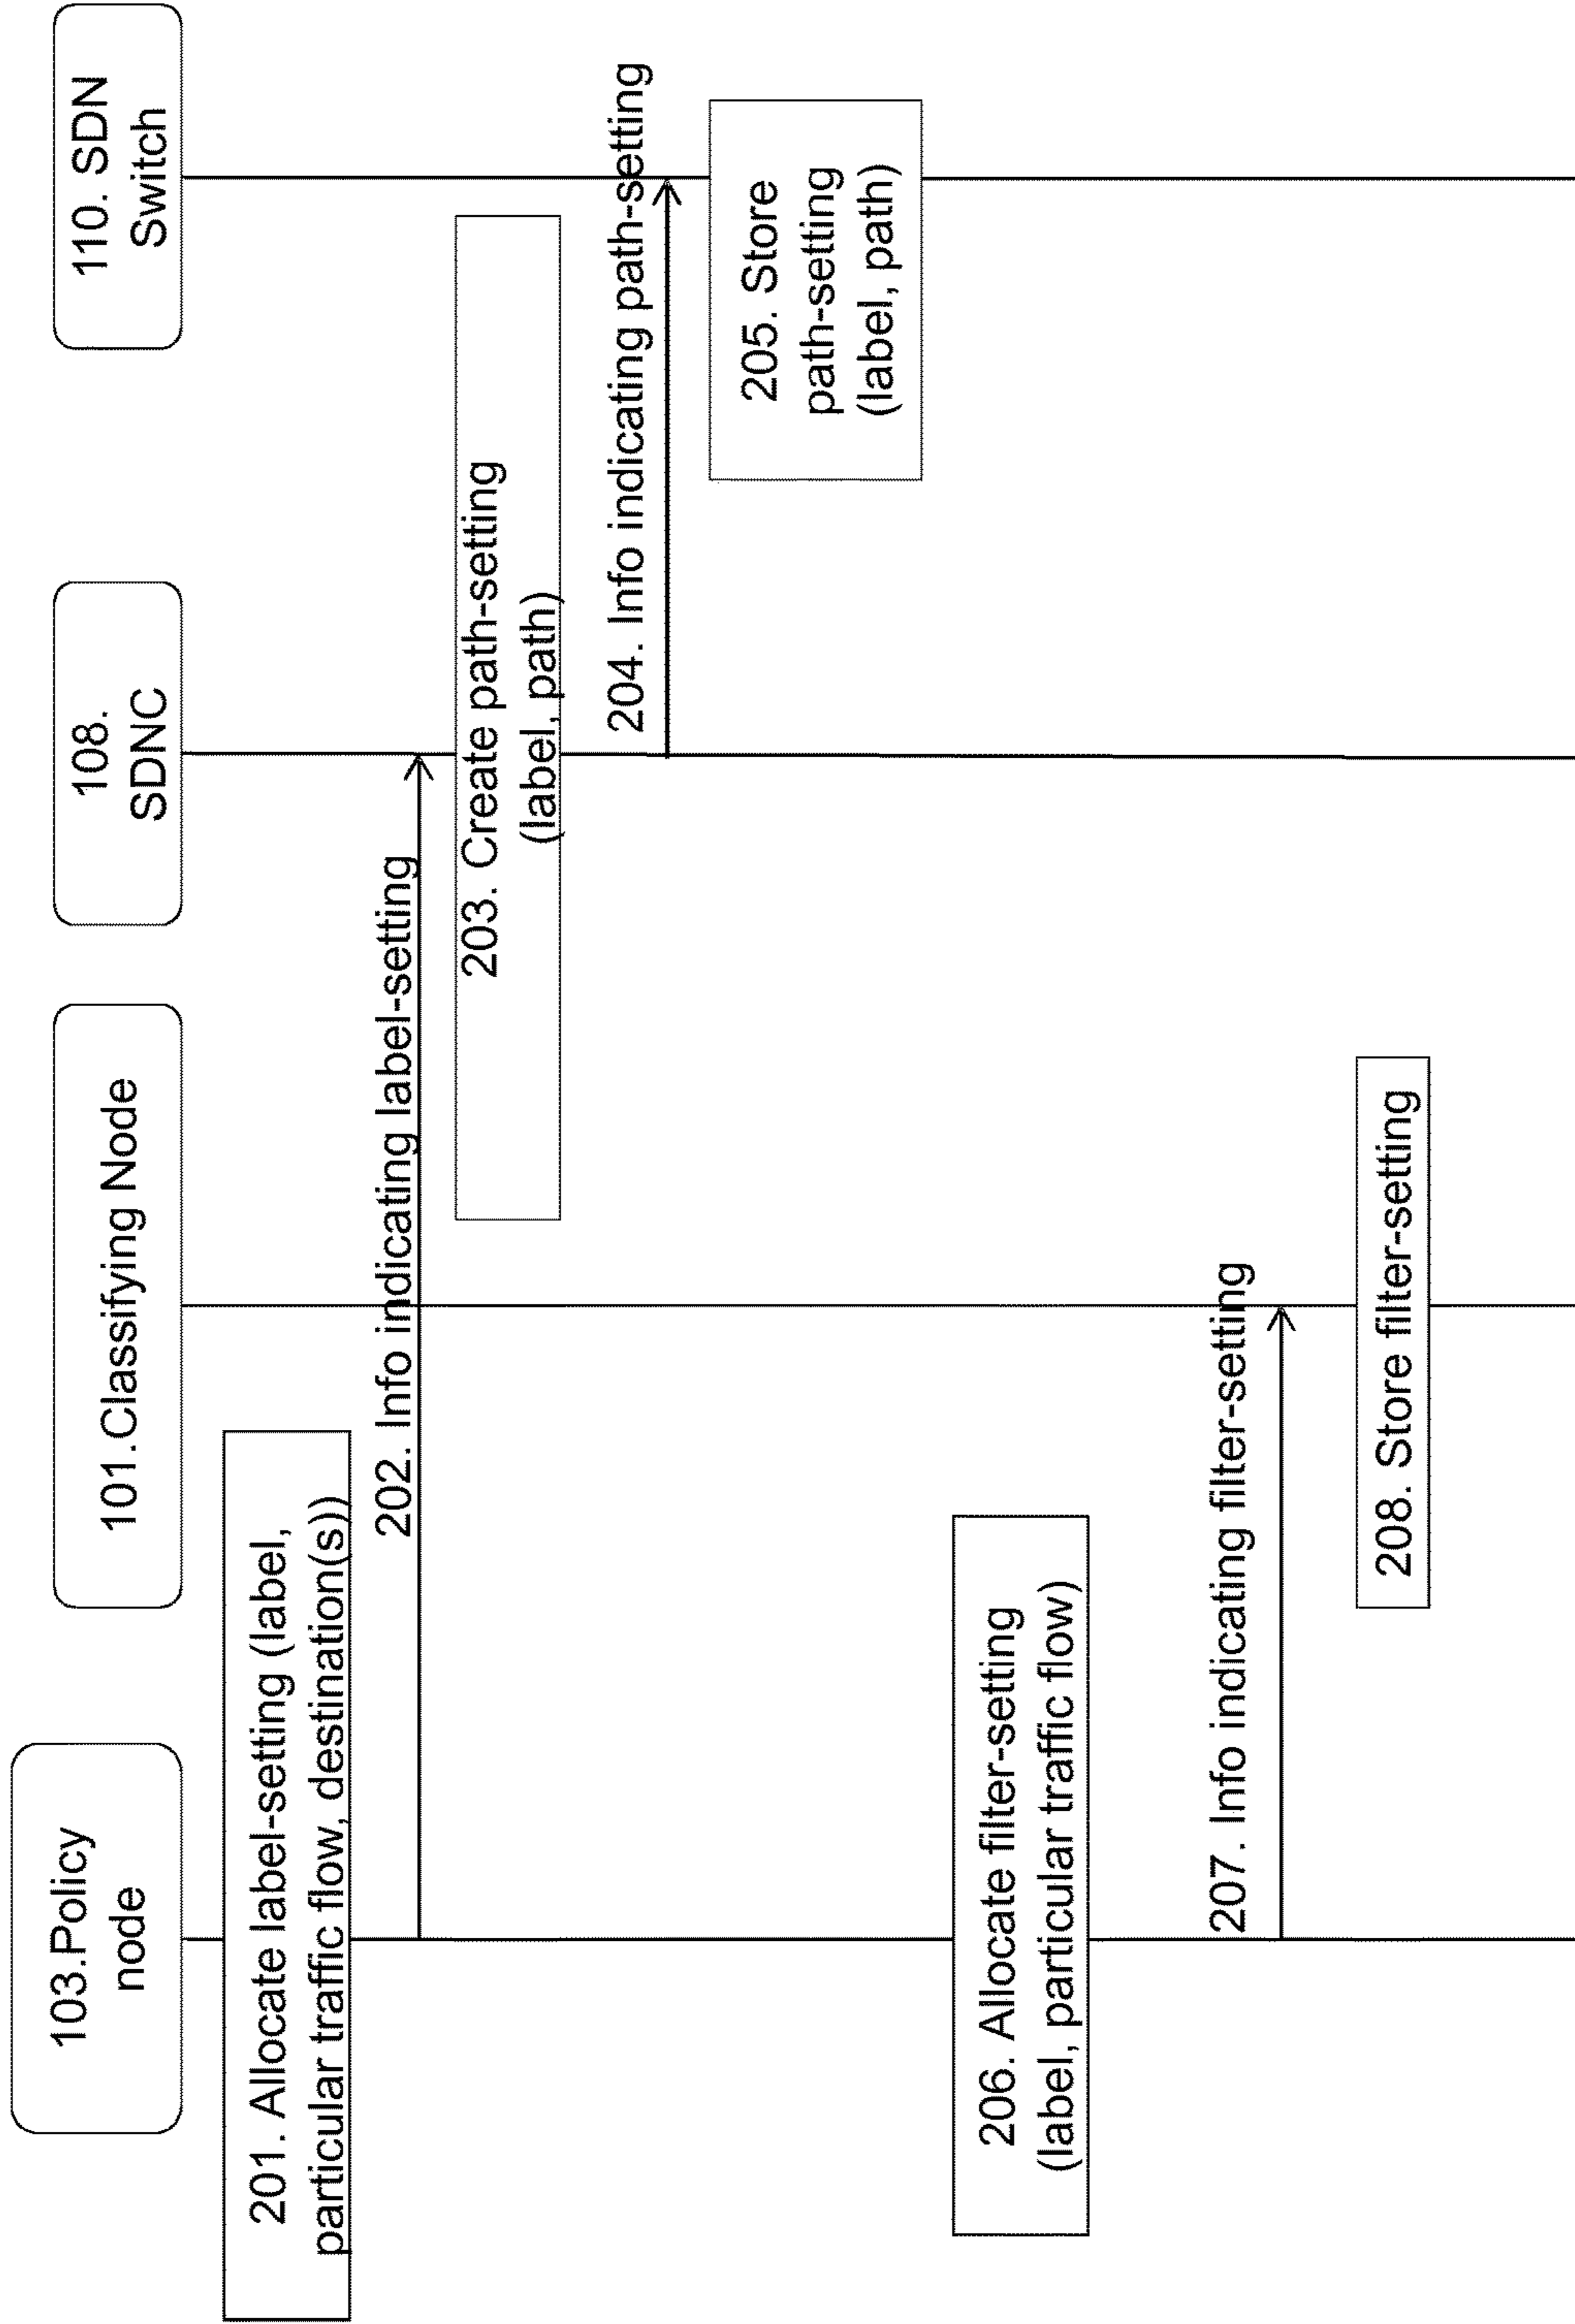 103.Policy
node
101.Classifying Node
108.
SDNC
110. SDN
Switch
201. Allocate label-setting (label,
particular traffic flow, destination(s))
202. Info indicating label-setting
203. Create path-setting
(label, path)
204. Info indicating path-setting
205. Store
path-setting
(label, path)
206. Allocate filter-setting
(label, particular traffic flow)
207. Info indicating filter-setting
208. Store filter-setting